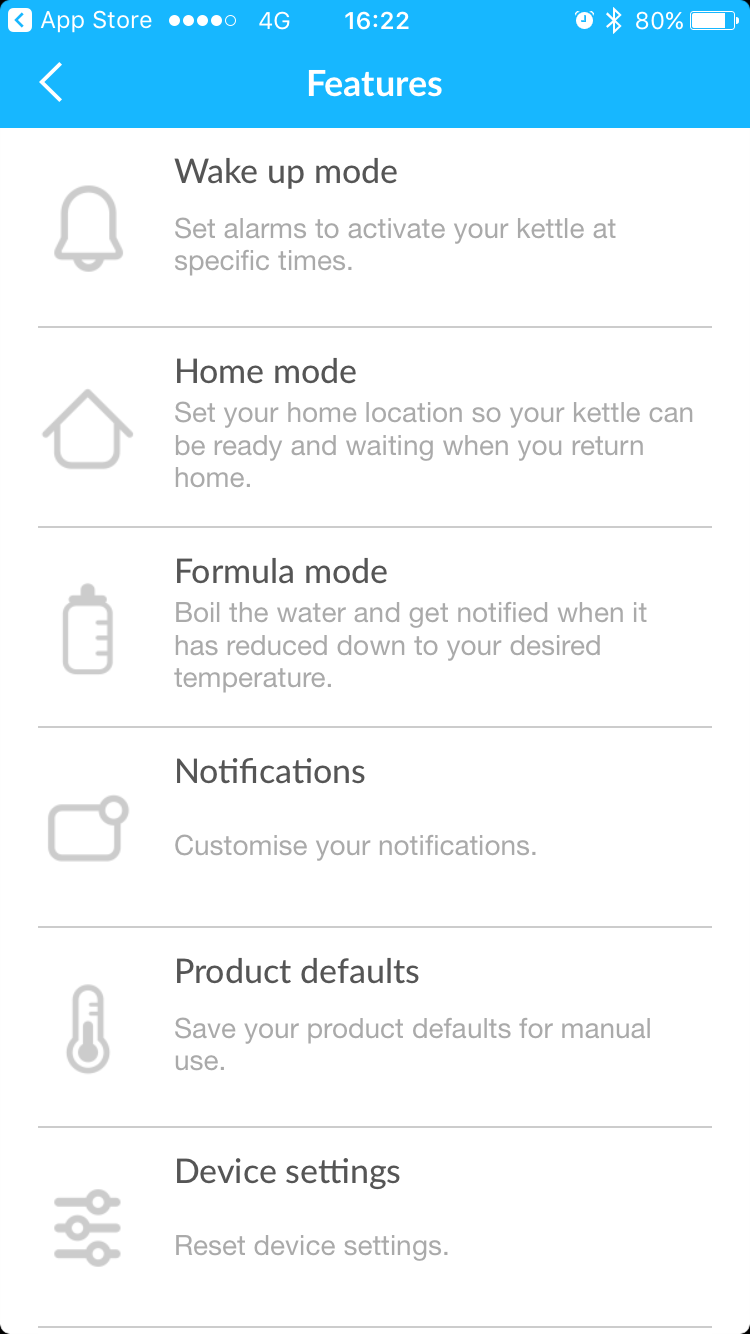 App Store 4G 16:22 80%
Features
Wake up mode
Set alarms to activate your kettle at
specific times.
Home mode
Set your home location so your kettle can
be ready and waiting when you return
home.
Formula mode
Boil the water and get notified when it
has reduced down to your desired
temperature.
Notifications
Customise your notifications.
Product defaults
Save your product defaults for manual
use.
Device settings
Reset device settings.